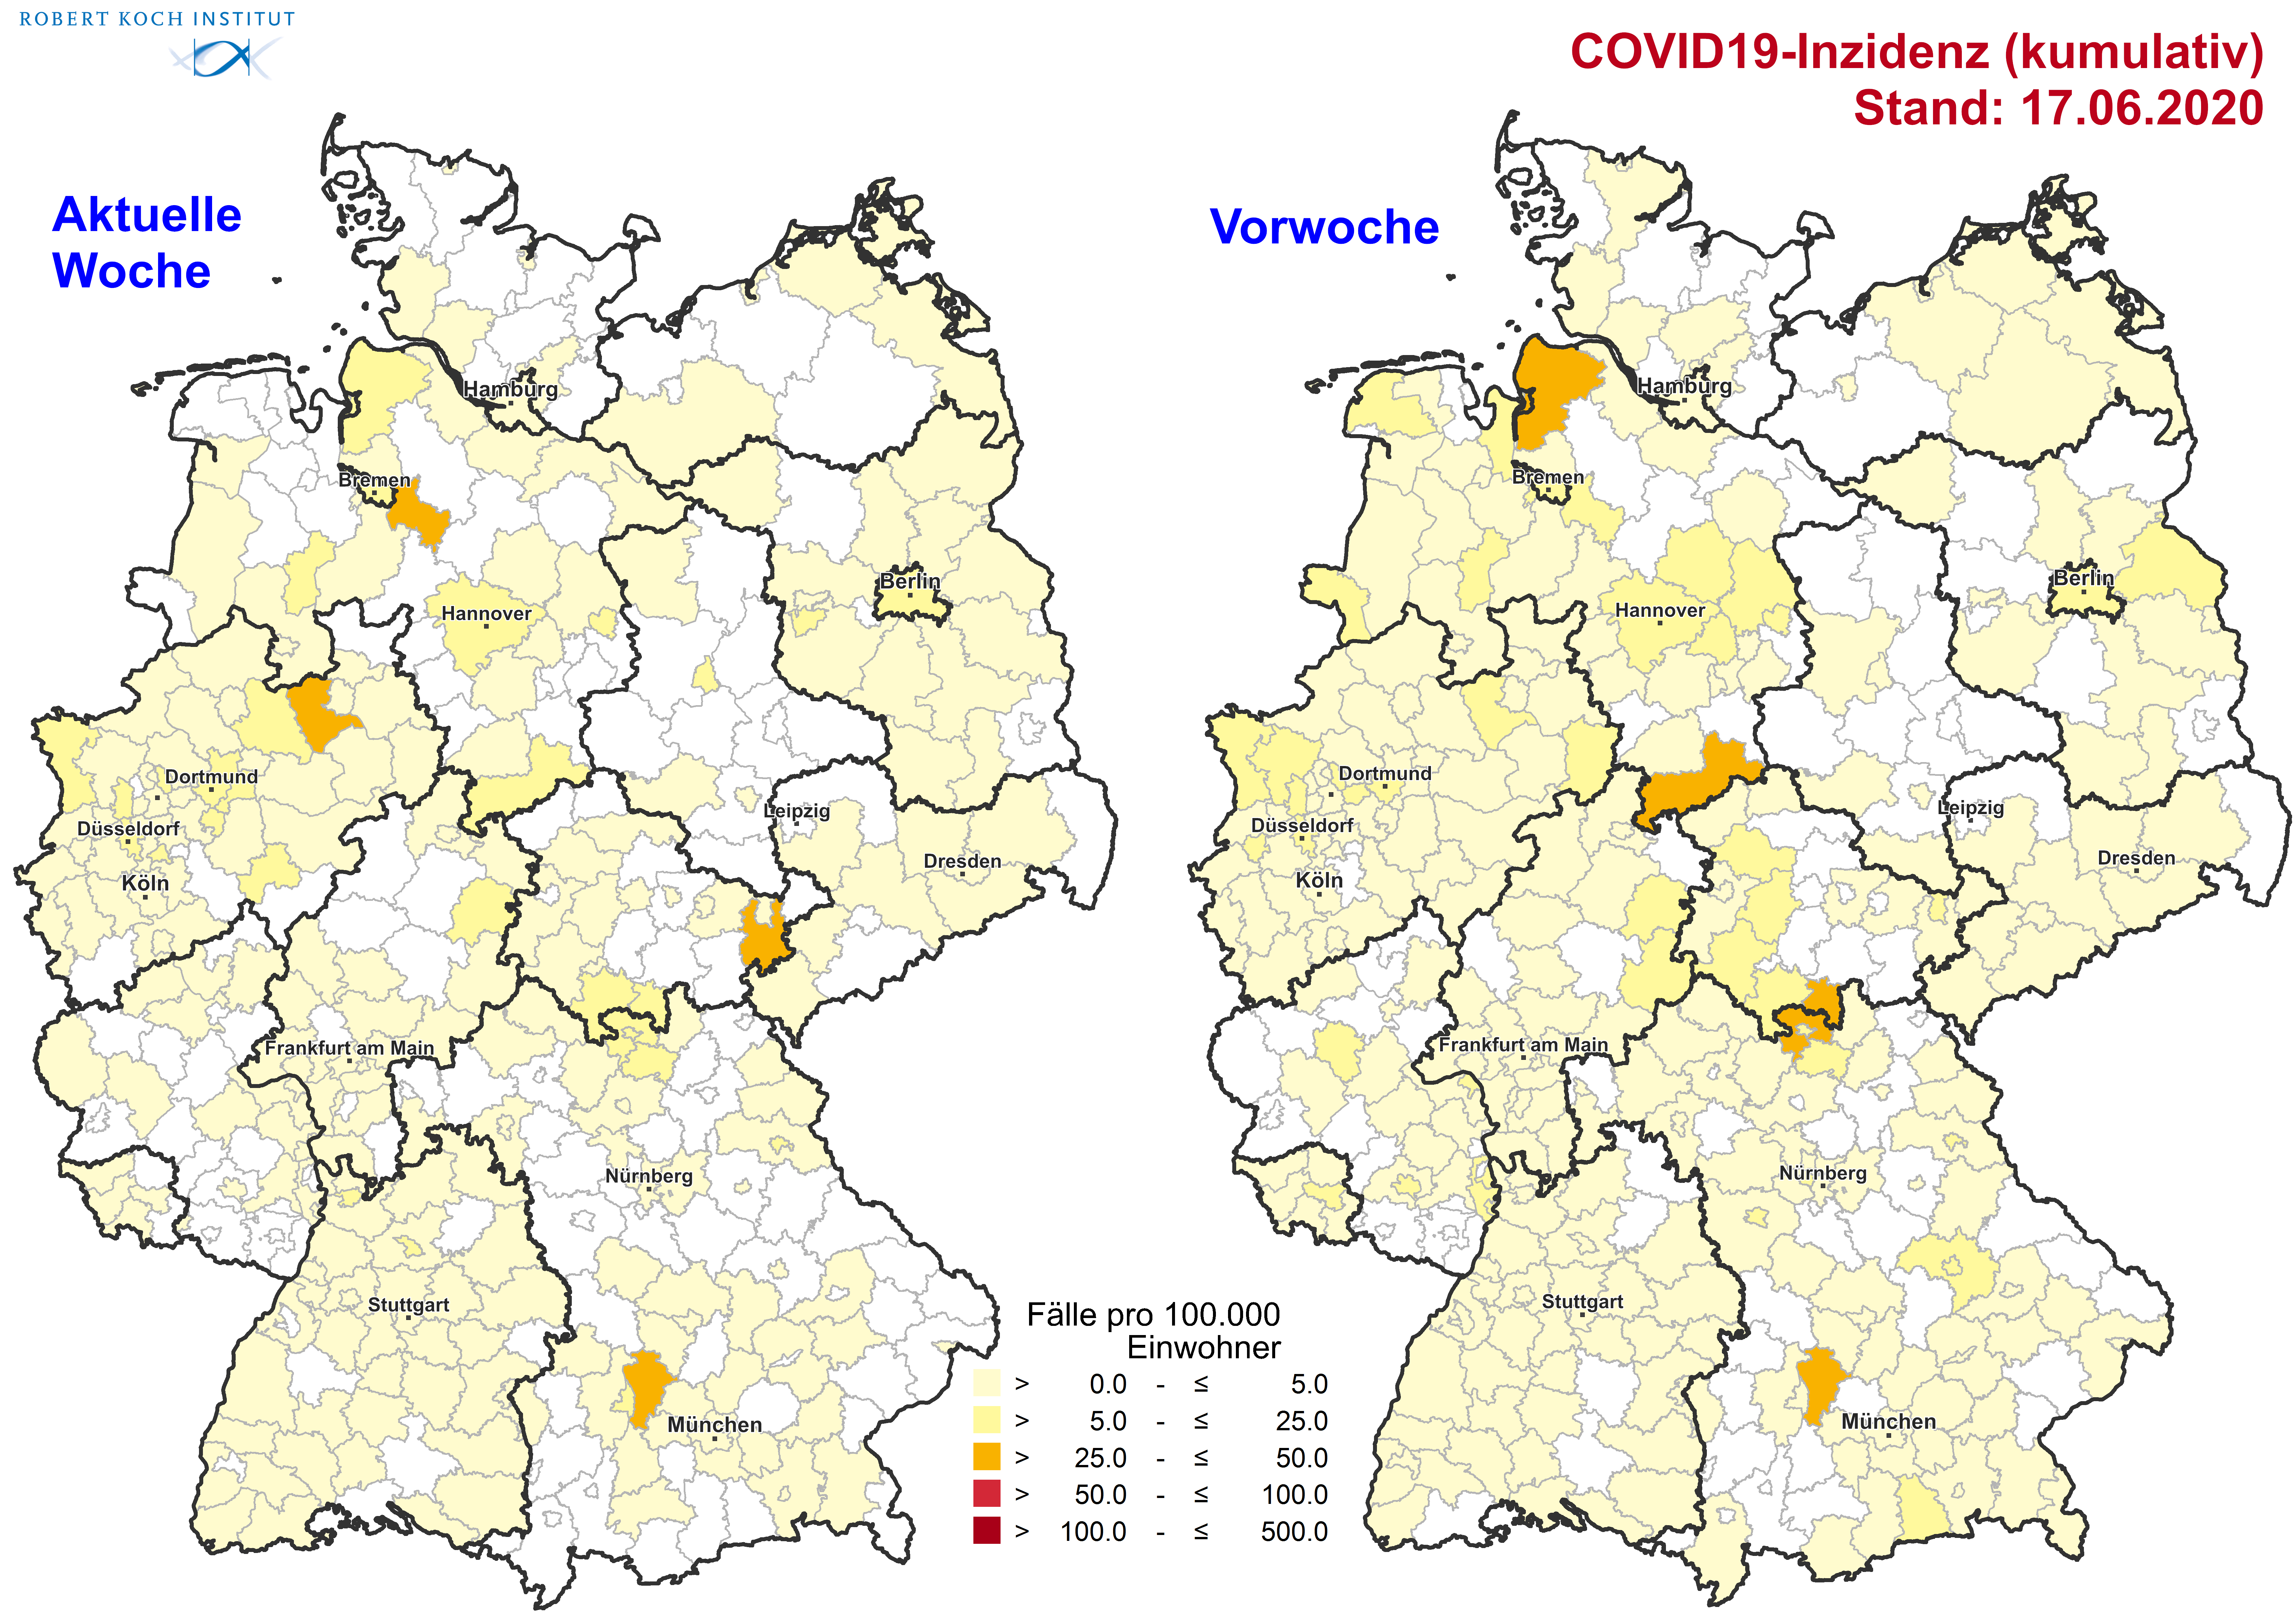 ROBERT KOCH INSTITUT
COVID19-Inzidenz (kumulativ)
Stand: 17.06.2020
Aktuelle
Woche
Hamburg
Bremen
Berlin
Hannover
Dortmund
Leipzig
Düsseldorf
Dresden
Köln
Frankfurt am Main
Nürnberg
Stuttgart
München
Vorwoche
Hamburg
Bremen
Berlin
Hannover
Dortmund
Leipzig
Düsseldorf
Dresden
Köln
Frankfurt am Main
Nürnberg
Stuttgart
München
Fälle pro 100.000
Einwohner
> 0.0 - ≤ 5.0
> 5.0 - ≤ 25.0
> 25.0 - ≤ 50.0
> 50.0 - ≤ 100.0
> 100.0 - ≤ 500.0